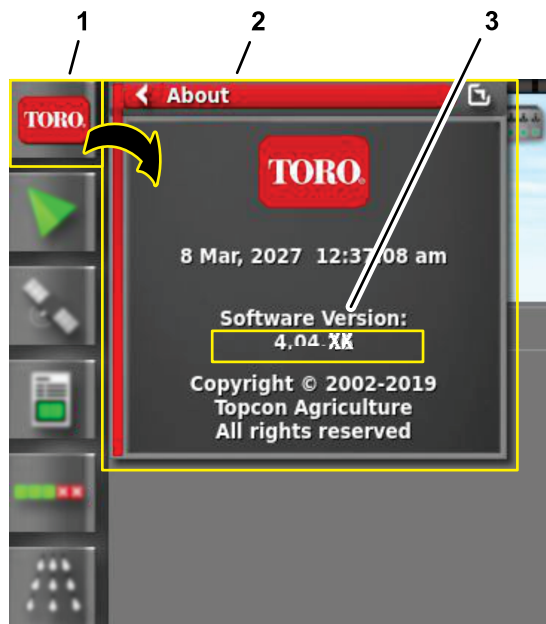 1
2
3
TORO
About
TORO
8 Mar, 2027 12:37:08 am
Software Version:
4.04.XX
Copyright © 2002-2019
Topcon Agriculture
All rights reserved